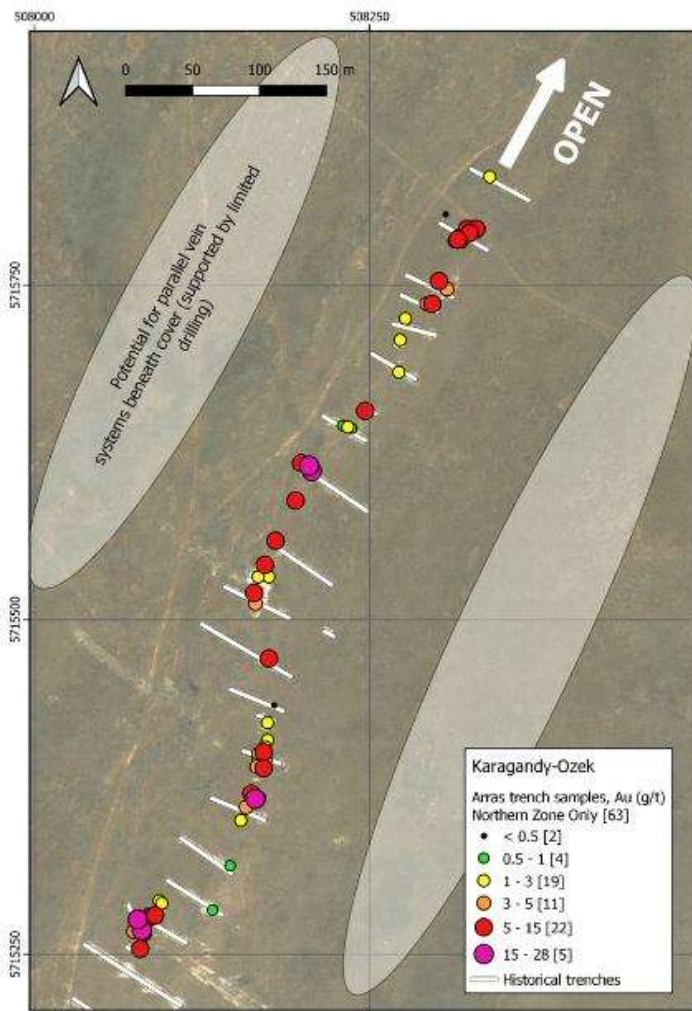 508000
508250
0 50 100 150 m
OPEN
Potential for parallel vein
systems beneath cover (supported by limited
drilling)
5715750
5715500
5715250
Karagandy-Ozek
Arras trench samples, Au (g/t)
Northern Zone Only [63]
< 0.5 [2]
0.5 - 1 [4]
1 - 3 [19]
3 - 5 [11]
5 - 15 [22]
15 - 28 [5]
Historical trenches